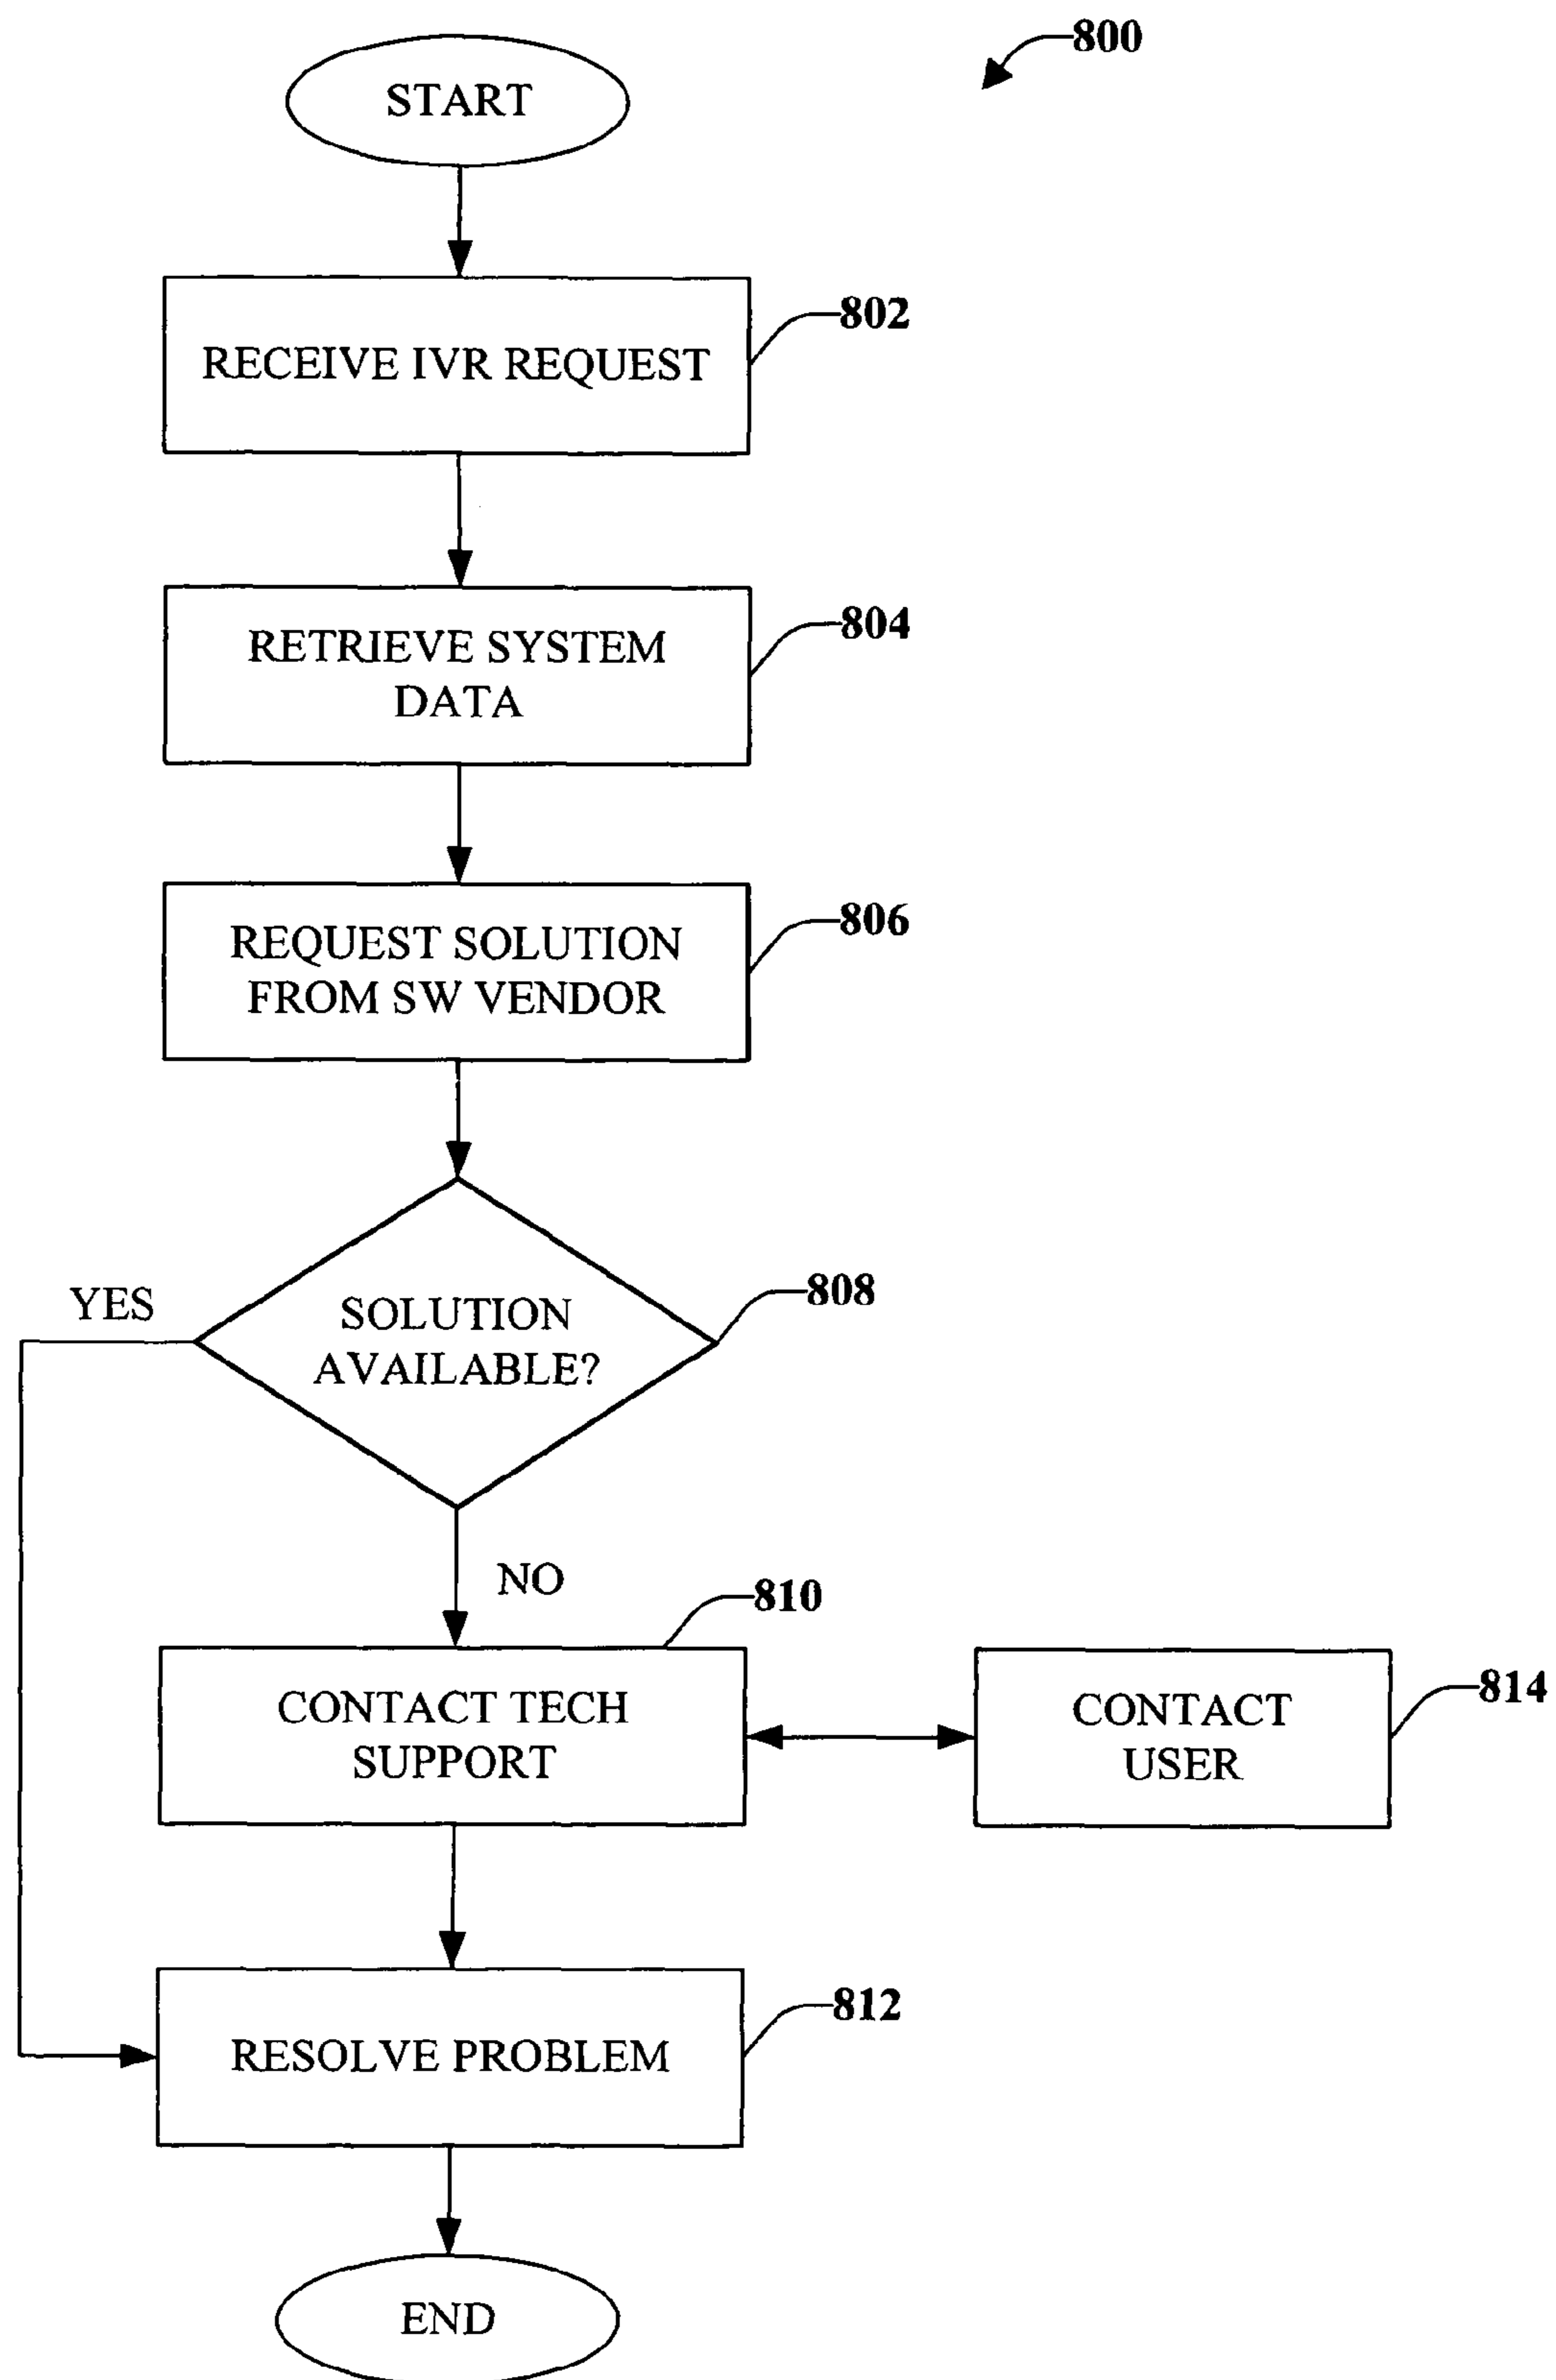 800
START
802
RECEIVE IVR REQUEST
804
RETRIEVE SYSTEM
DATA
806
REQUEST SOLUTION
FROM SW VENDOR
808
YES
SOLUTION
AVAILABLE?
NO
810
CONTACT TECH
SUPPORT
814
CONTACT
USER
812
RESOLVE PROBLEM
END